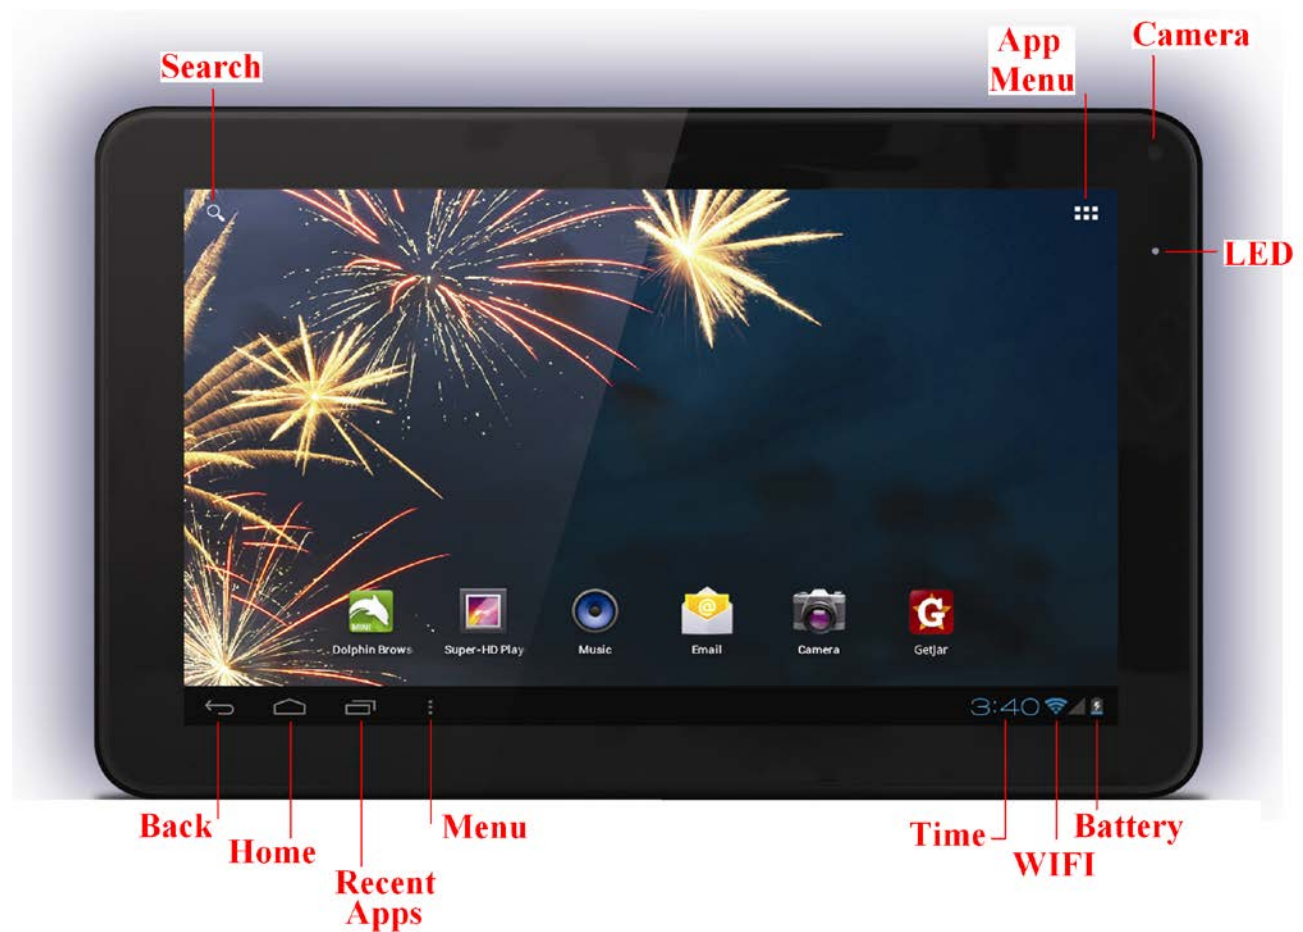 Search
App
Menu
Camera
LED
MINI
Dolphin Brows
Super-HD Play
Music
Email
Camera
G
GetJar
3:40
Back
Home
Recent
Apps
Menu
Time
WIFI
Battery